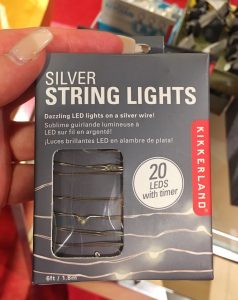 SILVER
STRING LIGHTS
Dazzling LED lights on a silver wire!
Sublime guirlande lumineuse à
LED sur fil en argenté!
¡Luces brillantes LED en alambre de plata!
20
LEDS
with timer
KIKKERLAND
6ft / 1.8m